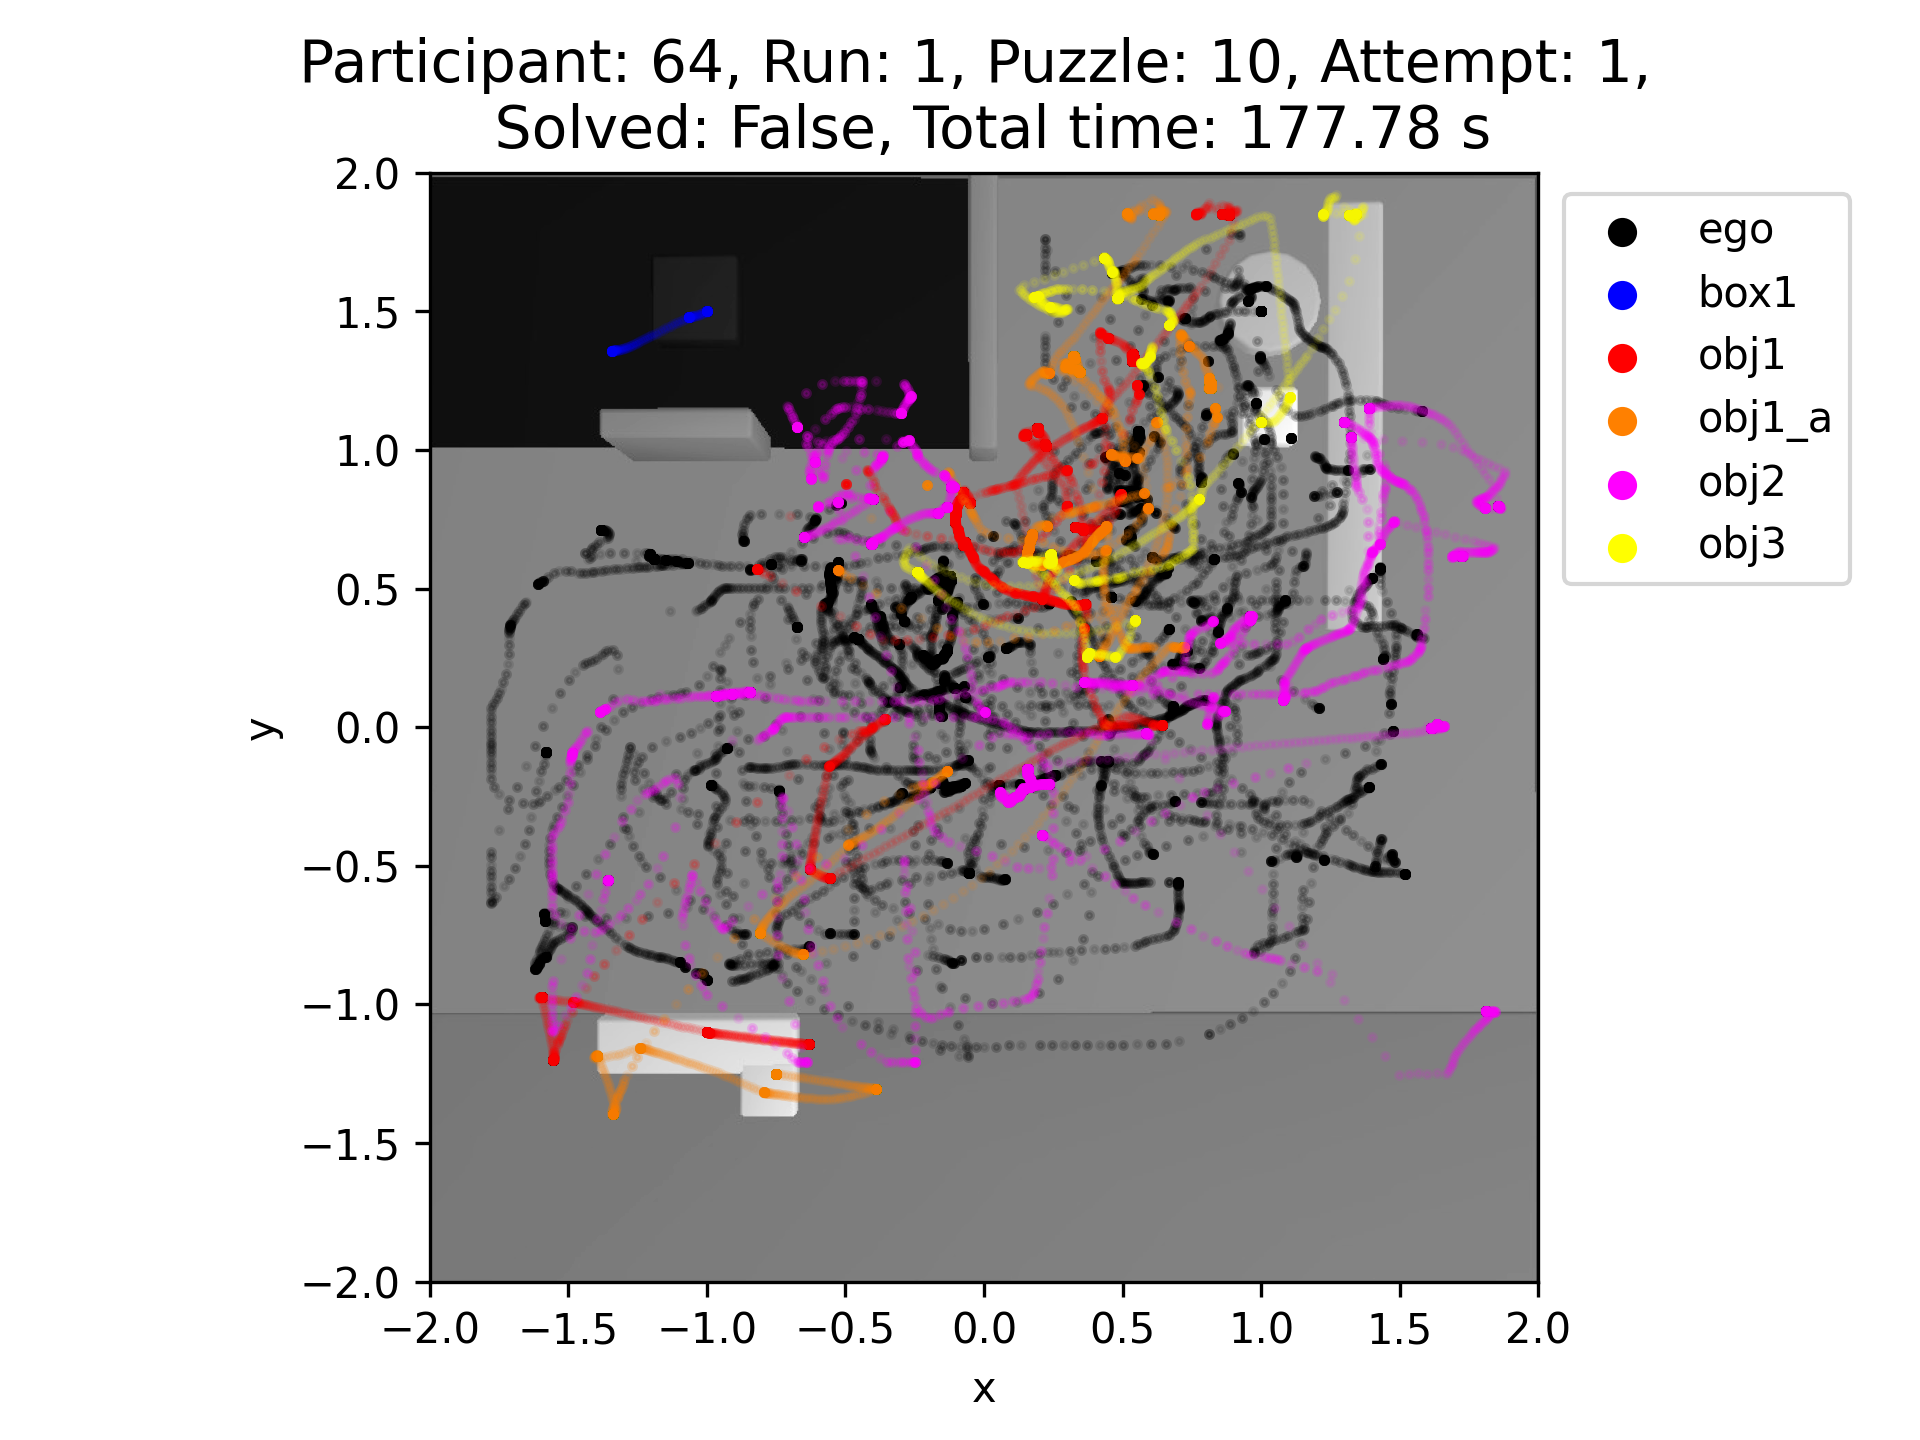 Participant: 64, Run: 1, Puzzle: 10, Attempt: 1,
Solved: False, Total time: 177.78 s
2.0
1.5
1.0
0.5
0.0
−0.5
−1.0
−1.5
−2.0
y
−2.0 −1.5 −1.0 −0.5 0.0 0.5 1.0 1.5 2.0
x
ego
box1
obj1
obj1_a
obj2
obj3